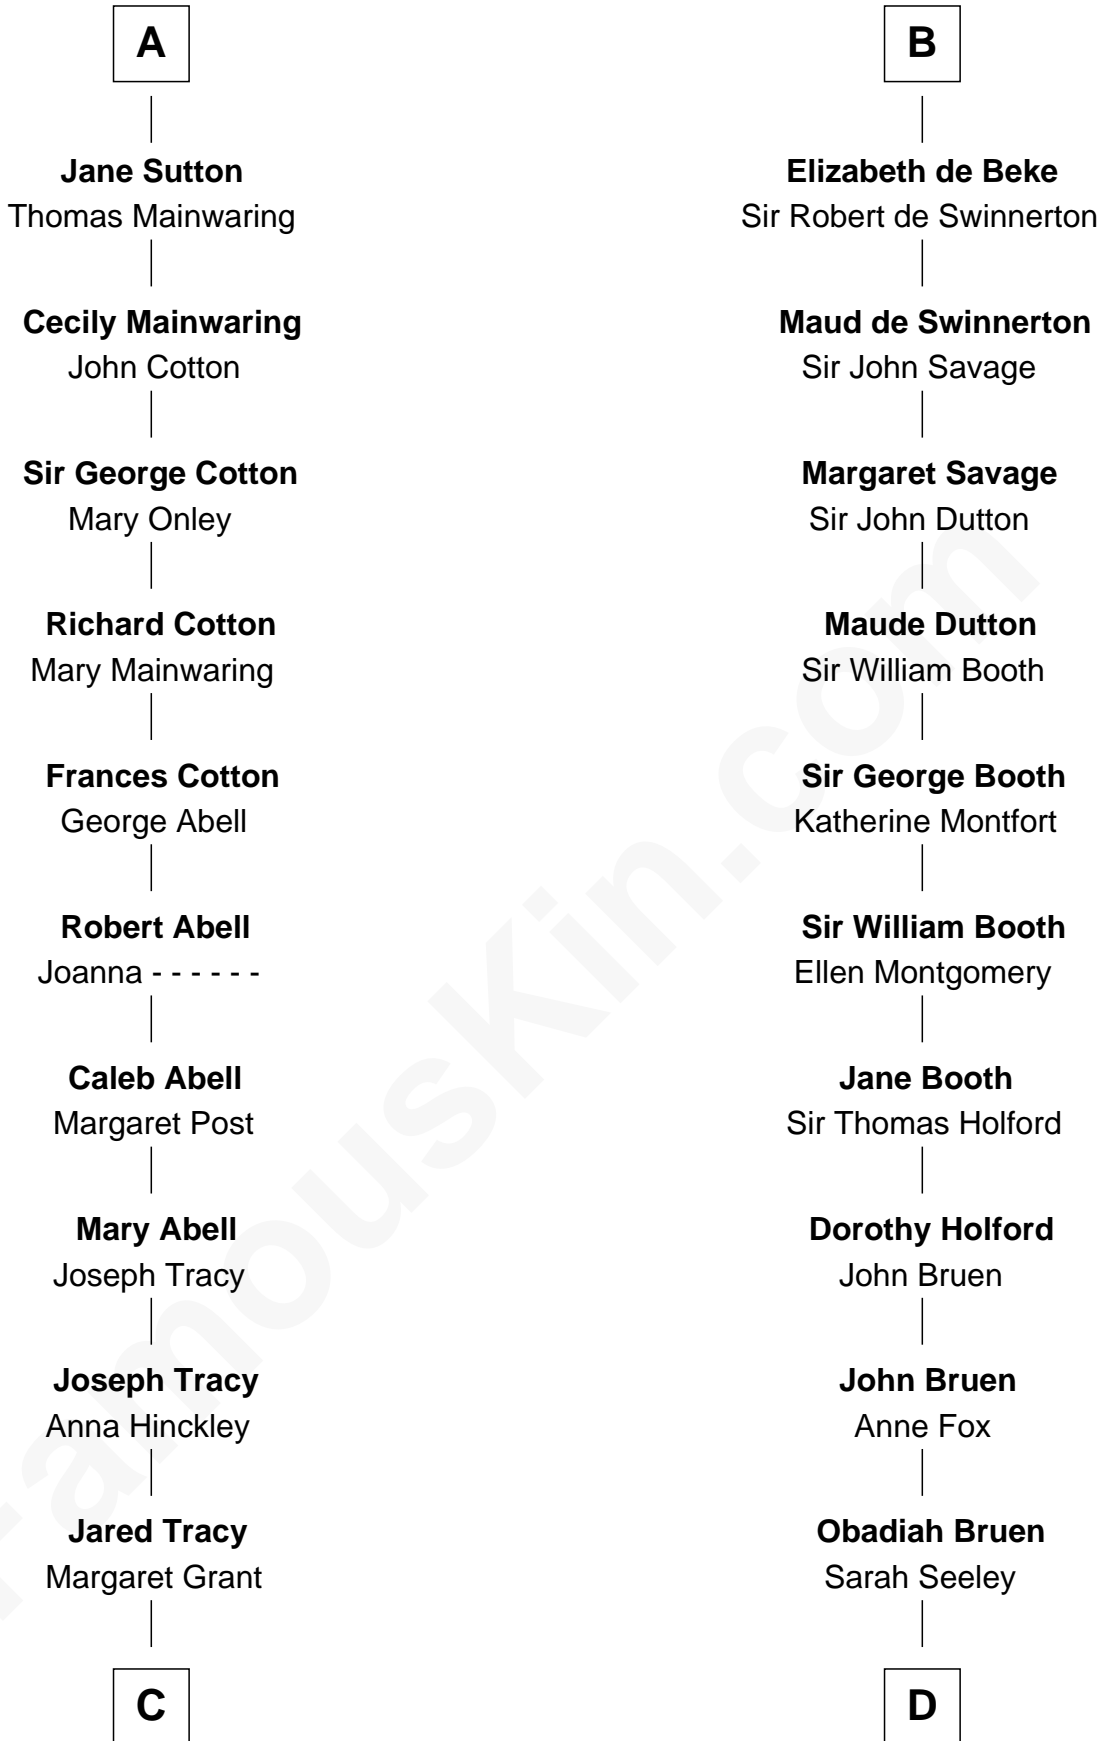 A
Jane Sutton
Thomas Mainwaring
Cecily Mainwaring
John Cotton
Sir George Cotton
Mary Onley
Richard Cotton
Mary Mainwaring
Frances Cotton
George Abell
Robert Abell
Joanna - - - - - -
Caleb Abell
Margaret Post
Mary Abell
Joseph Tracy
Joseph Tracy
Anna Hinckley
Jared Tracy
Margaret Grant
C
B
Elizabeth de Beke
Sir Robert de Swinnerton
Maud de Swinnerton
Sir John Savage
Margaret Savage
Sir John Dutton
Maude Dutton
Sir William Booth
Sir George Booth
Katherine Montfort
Sir William Booth
Ellen Montgomery
Jane Booth
Sir Thomas Holford
Dorothy Holford
John Bruen
John Bruen
Anne Fox
Obadiah Bruen
Sarah Seeley
D
FamousKin.com